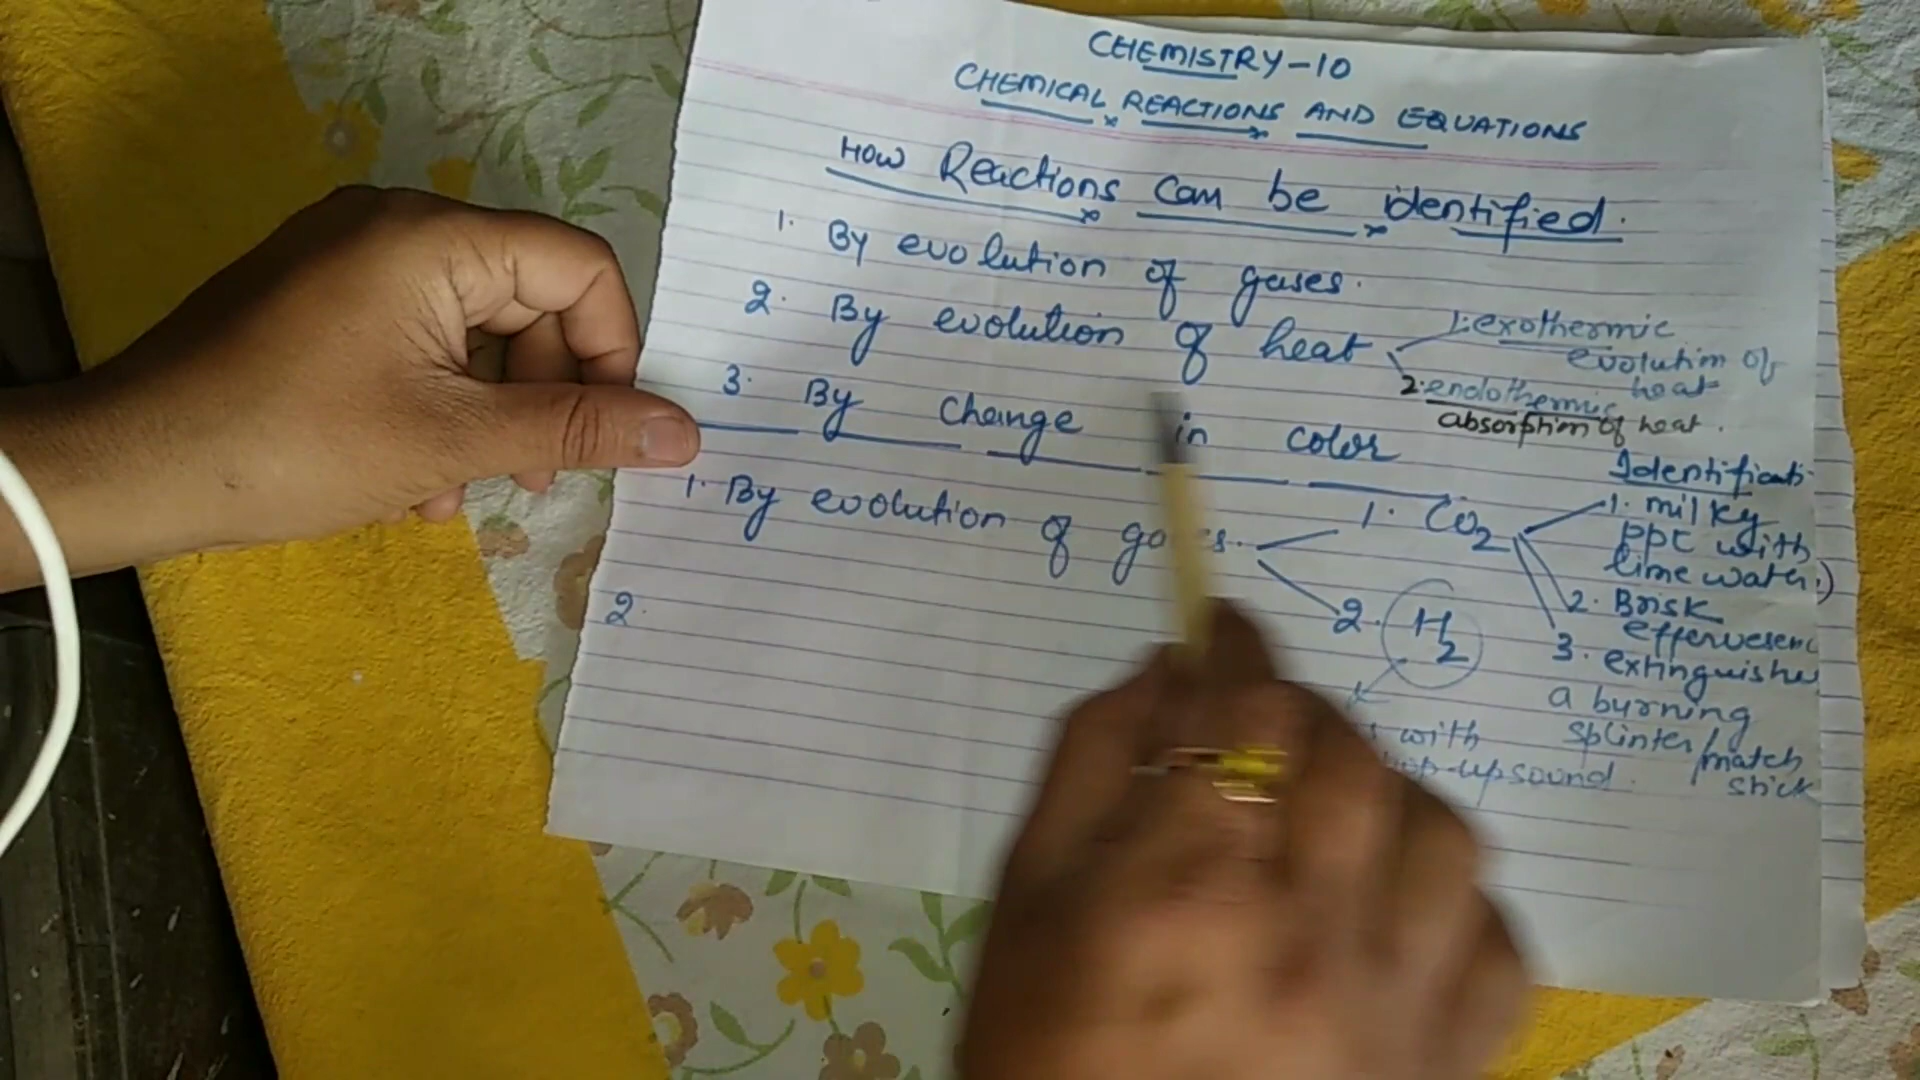 CHEMISTRY-10
CHEMICAL REACTIONS AND EQUATIONS
HOW Reactions can be identified.
1. By evolution of gases.
2. By evolution of heat
1. exothermic
evolution of
heat
2. endothermic
absorption of heat.
3. By change in color
1. By evolution of
1. CO2
Identificati
1. milky
ppt with
lime water.)
2. Brisk
effervesenc
3. extinguishes
a burning
splinter/match
stick
2. H2
with
sound.
2.